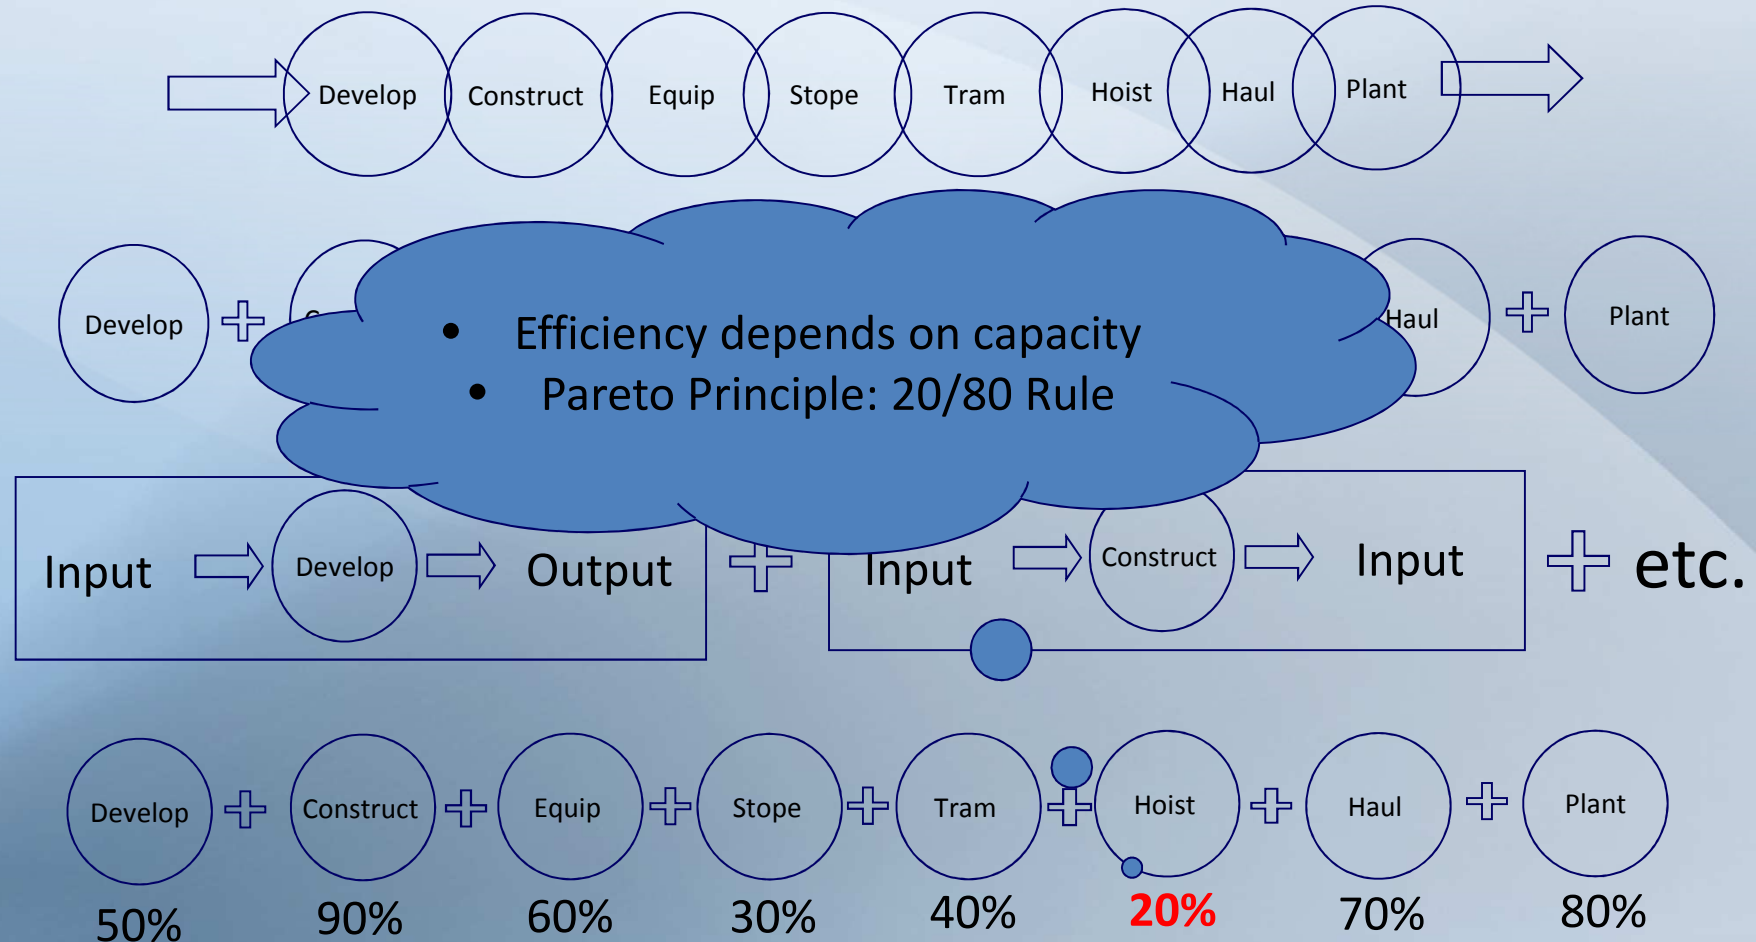 Develop Construct Equip Stope Tram Hoist Haul Plant
Develop Haul Plant
• Efficiency depends on capacity
• Pareto Principle: 20/80 Rule
Input Develop Output Input Construct Input etc.
Develop Construct Equip Stope Tram Hoist Haul Plant
50% 90% 60% 30% 40% 20% 70% 80%